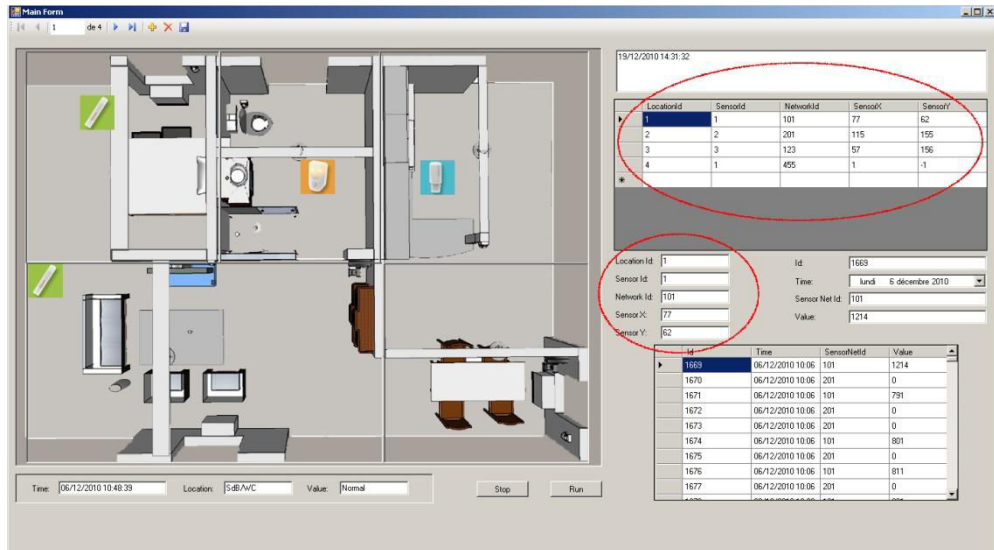 Main Form
1 de 4
19/12/2010 14:31:32
LocationId SensorId NetworkId SensorX SensorY
1 1 101 77 62
2 2 201 115 155
3 3 123 57 156
4 1 455 1 -1
Location Id: 1
Sensor Id: 1
Network Id: 101
Sensor X: 77
Sensor Y: 62
Id: 1669
Time: lundi 6 décembre 2010
Sensor Net Id: 101
Value: 1214
Id Time SensorNetId Value
1669 06/12/2010 10:06 101 1214
1670 06/12/2010 10:06 201 0
1671 06/12/2010 10:06 101 791
1672 06/12/2010 10:06 201 0
1673 06/12/2010 10:06 201 0
1674 06/12/2010 10:06 101 801
1675 06/12/2010 10:06 201 0
1676 06/12/2010 10:06 101 811
1677 06/12/2010 10:06 201 0
Time: 06/12/2010 10:48:39 Location: SdB/WC Value: Normal Stop Run